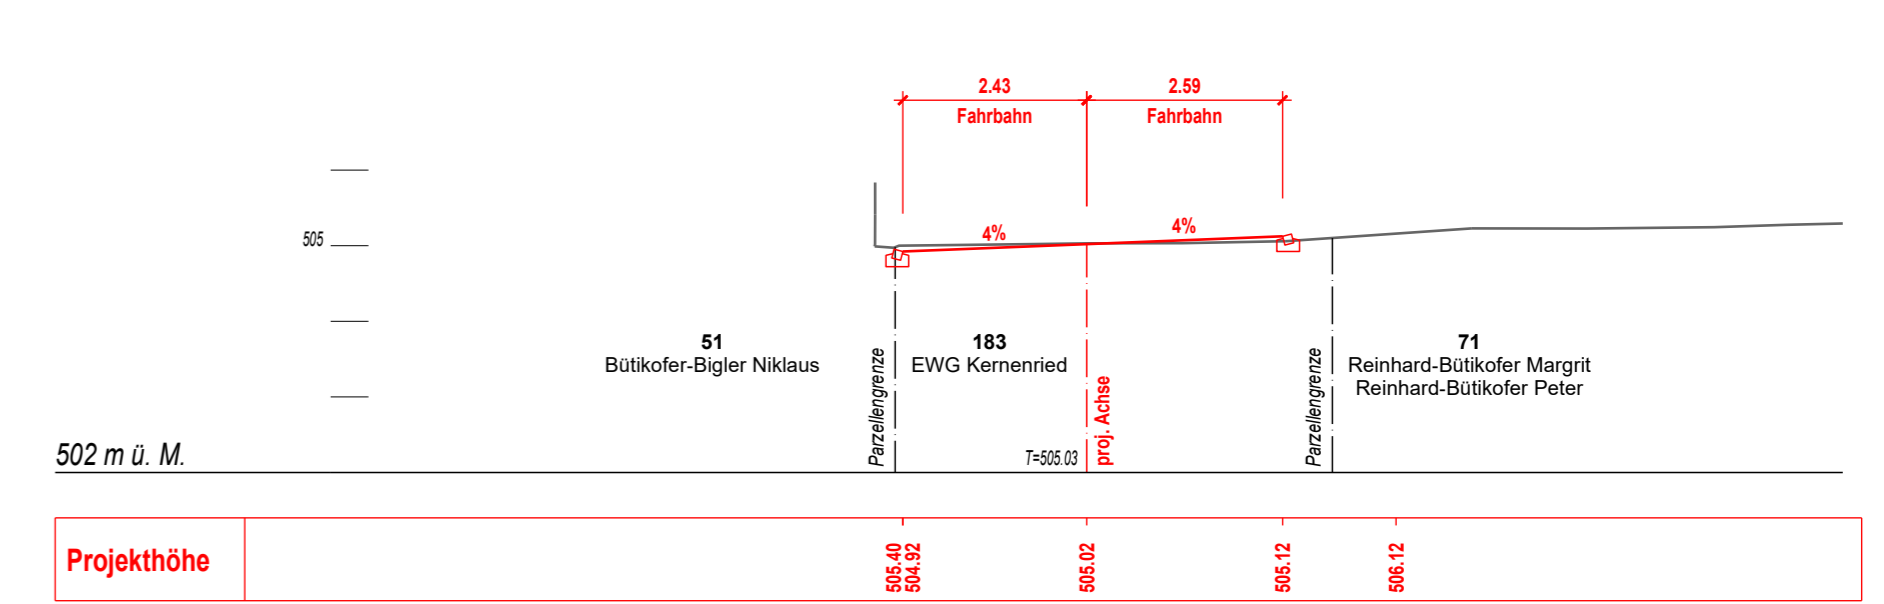 2.43
2.59
Fahrbahn
Fahrbahn
4%
4%
505
51
183
71
Bütikofer-Bigler Niklaus
EWG Kernenried
Reinhard-Bütikofer Margrit
Reinhard-Bütikofer Peter
Parzellengrenze
proj. Achse
Parzellengrenze
502 m ü. M.
T=505.03
Projekthöhe
505.40
504.92
505.02
505.12
506.12